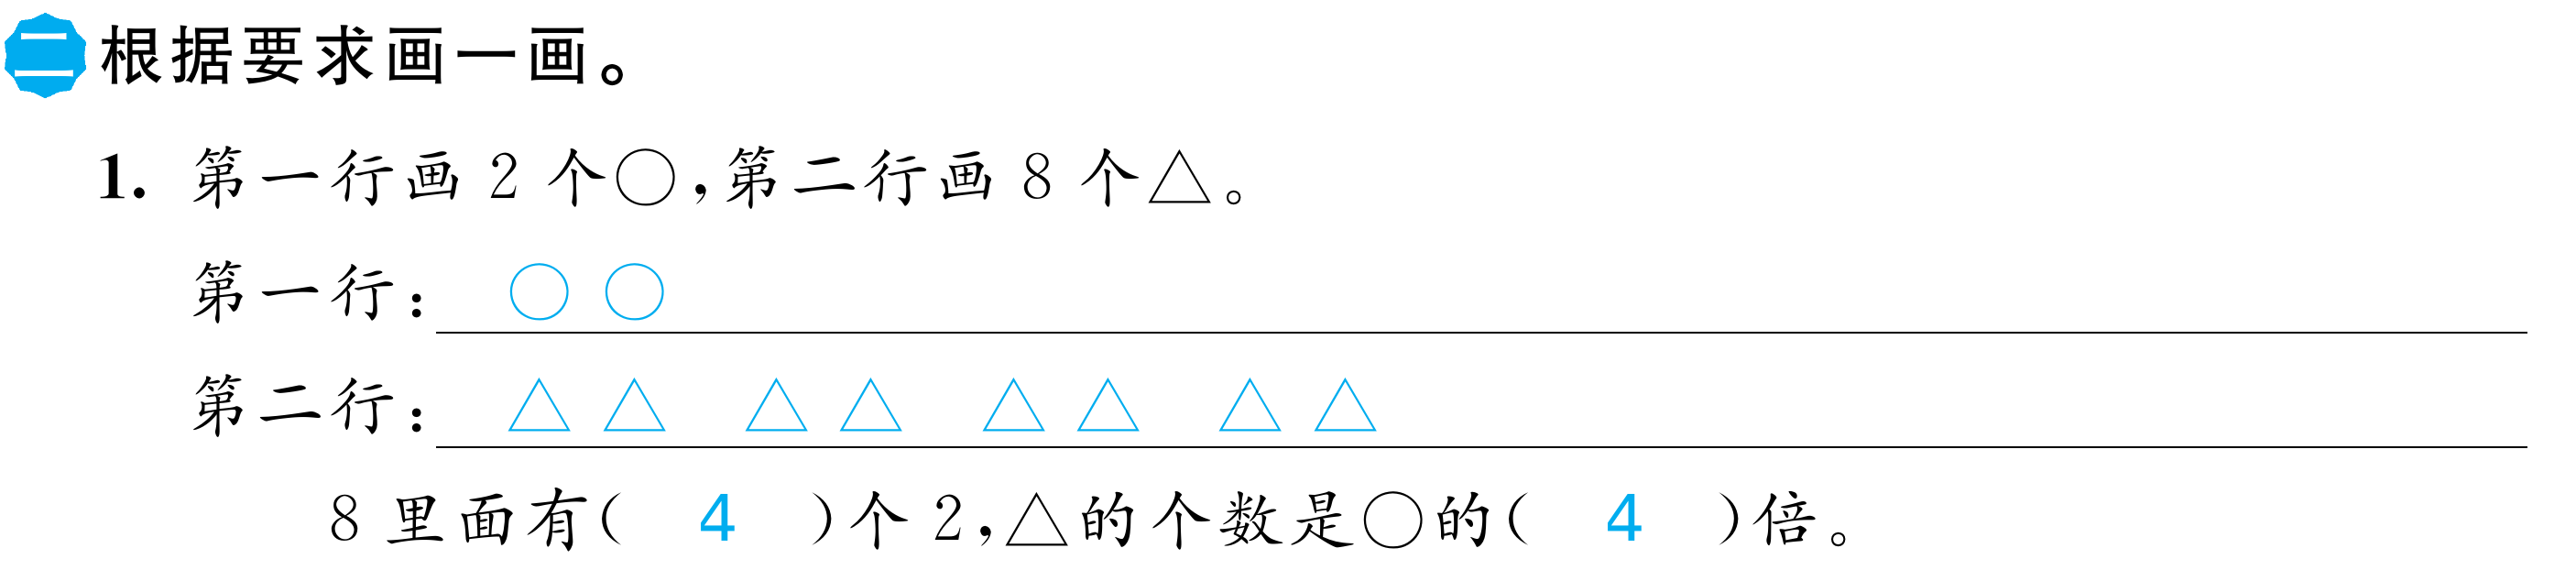 二 根据要求画一画。
1. 第一行画 2 个○,第二行画 8 个△。
第一行: ○ ○
第二行: △ △ △ △ △ △ △ △
8 里面有( 4 )个 2,△的个数是○的( 4 )倍。